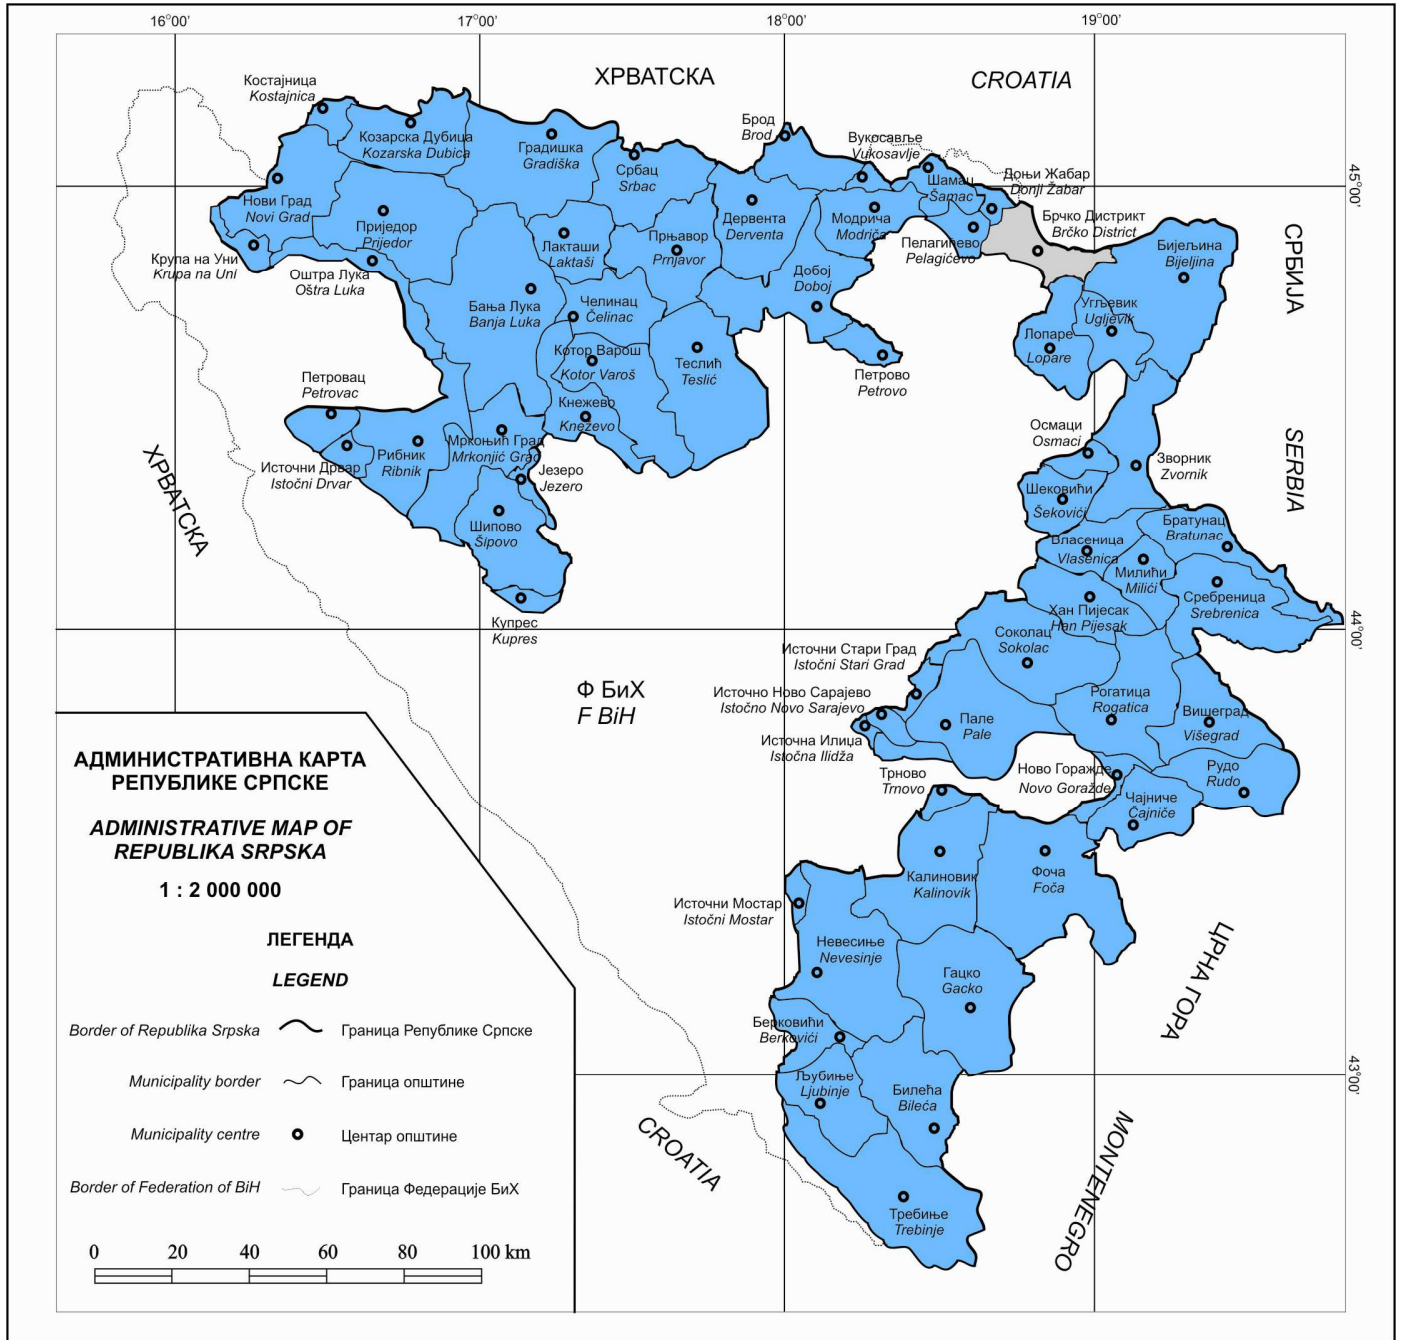 16°00'
17°00'
18°00'
19°00'
ХРВАТСКА
CROATIA
Костајница
Kostajnica
Козарска Дубица
Kozarska Dubica
Градишка
Gradiška
Србац
Srbac
Брод
Brod
Вукосавље
Vukosavlje
Шамац
Šamac
Доњи Жабар
Donji Žabar
45°00'
Нови Град
Novi Grad
Приједор
Prijedor
Лакташи
Laktaši
Прњавор
Prnjavor
Дервента
Derventa
Модрича
Modriča
Пелагићево
Pelagićevo
Брчко Дистрикт
Brčko District
Бијељина
Bijeljina
СРБИЈА
Крупа на Уни
Krupa na Uni
Оштра Лука
Oštra Luka
Бања Лука
Banja Luka
Челинац
Čelinac
Добој
Doboj
Угљевик
Ugljevik
Лопаре
Lopare
Котор Варош
Kotor Varoš
Теслић
Teslić
Петрово
Petrovo
Петровац
Petrovac
Кнежево
Kneževo
Осмаци
Osmaci
SERBIA
ХРВАТСКА
Источни Дрвар
Istočni Drvar
Рибник
Ribnik
Мркоњић Град
Mrkonjić Grad
Језеро
Jezero
Зворник
Zvornik
Шековићи
Šekovići
Шипово
Šipovo
Братунац
Bratunac
Власеница
Vlasenica
Милићи
Milići
Сребреница
Srebrenica
Купрес
Kupres
Хан Пијесак
Han Pijesak
44°00'
Соколац
Sokolac
Источни Стари Град
Istočni Stari Grad
Ф БиХ
F BiH
Источно Ново Сарајево
Istočno Novo Sarajevo
Рогатица
Rogatica
Вишеград
Višegrad
Пале
Pale
Источна Илиџа
Istočna Ilidža
Трново
Trnovo
Ново Горажде
Novo Goražde
Рудо
Rudo
Чајниче
Čajniče
Калиновик
Kalinovik
Фоча
Foča
Источни Мостар
Istočni Mostar
Невесиње
Nevesinje
Гацко
Gacko
ЦРНА ГОРА
Берковићи
Berkovići
Љубиње
Ljubinje
Билећа
Bileća
43°00'
CROATIA
MONTENEGRO
Требиње
Trebinje
АДМИНИСТРАТИВНА КАРТА
РЕПУБЛИКЕ СРПСКЕ
ADMINISTRATIVE MAP OF
REPUBLIKA SRPSKA
1 : 2 000 000
ЛЕГЕНДА
LEGEND
Border of Republika Srpska Граница Републике Српске
Municipality border Граница општине
Municipality centre Центар општине
Border of Federation of BiH Граница Федерације БиХ
0 20 40 60 80 100 km